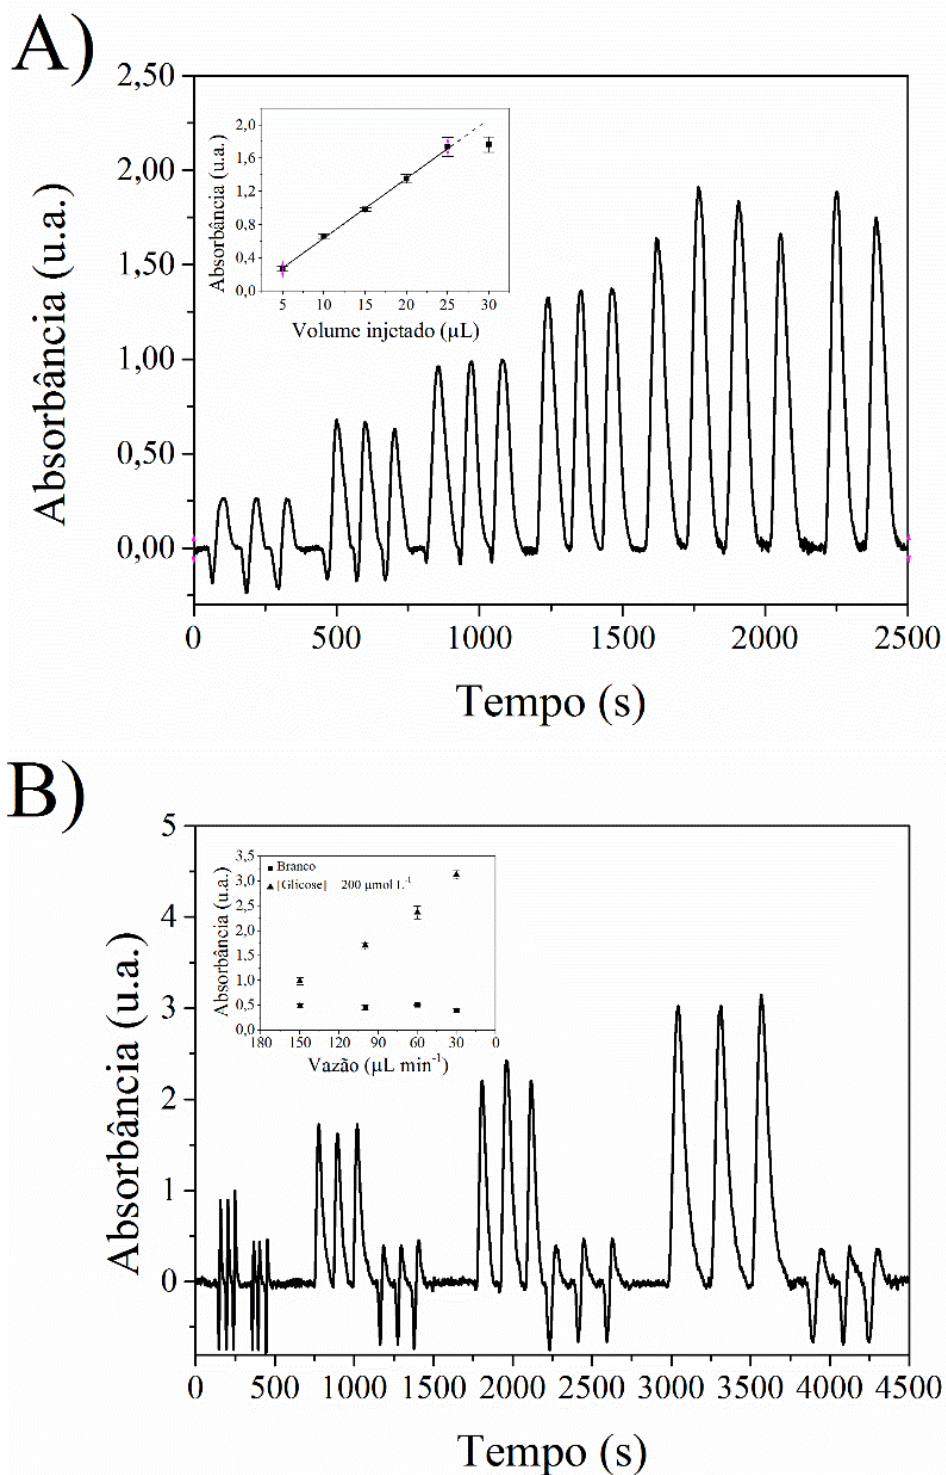 A)
2,50
2,00
1,50
1,00
0,50
0,00
Absorbância (u.a.)
0 500 1000 1500 2000 2500
Tempo (s)
2,0
1,6
1,2
0,8
0,4
0,0
Absorbância (u.a.)
5 10 15 20 25 30
Volume injetado (μL)
B)
5
4
3
2
1
0
Absorbância (u.a.)
0 500 1000 1500 2000 2500 3000 3500 4000 4500
Tempo (s)
3,5
3,0
2,5
2,0
1,5
1,0
0,5
0,0
Absorbância (u.a.)
Branco
[Glicose] 200 μmol L⁻¹
180 150 120 90 60 30 0
Vazão (μL min⁻¹)